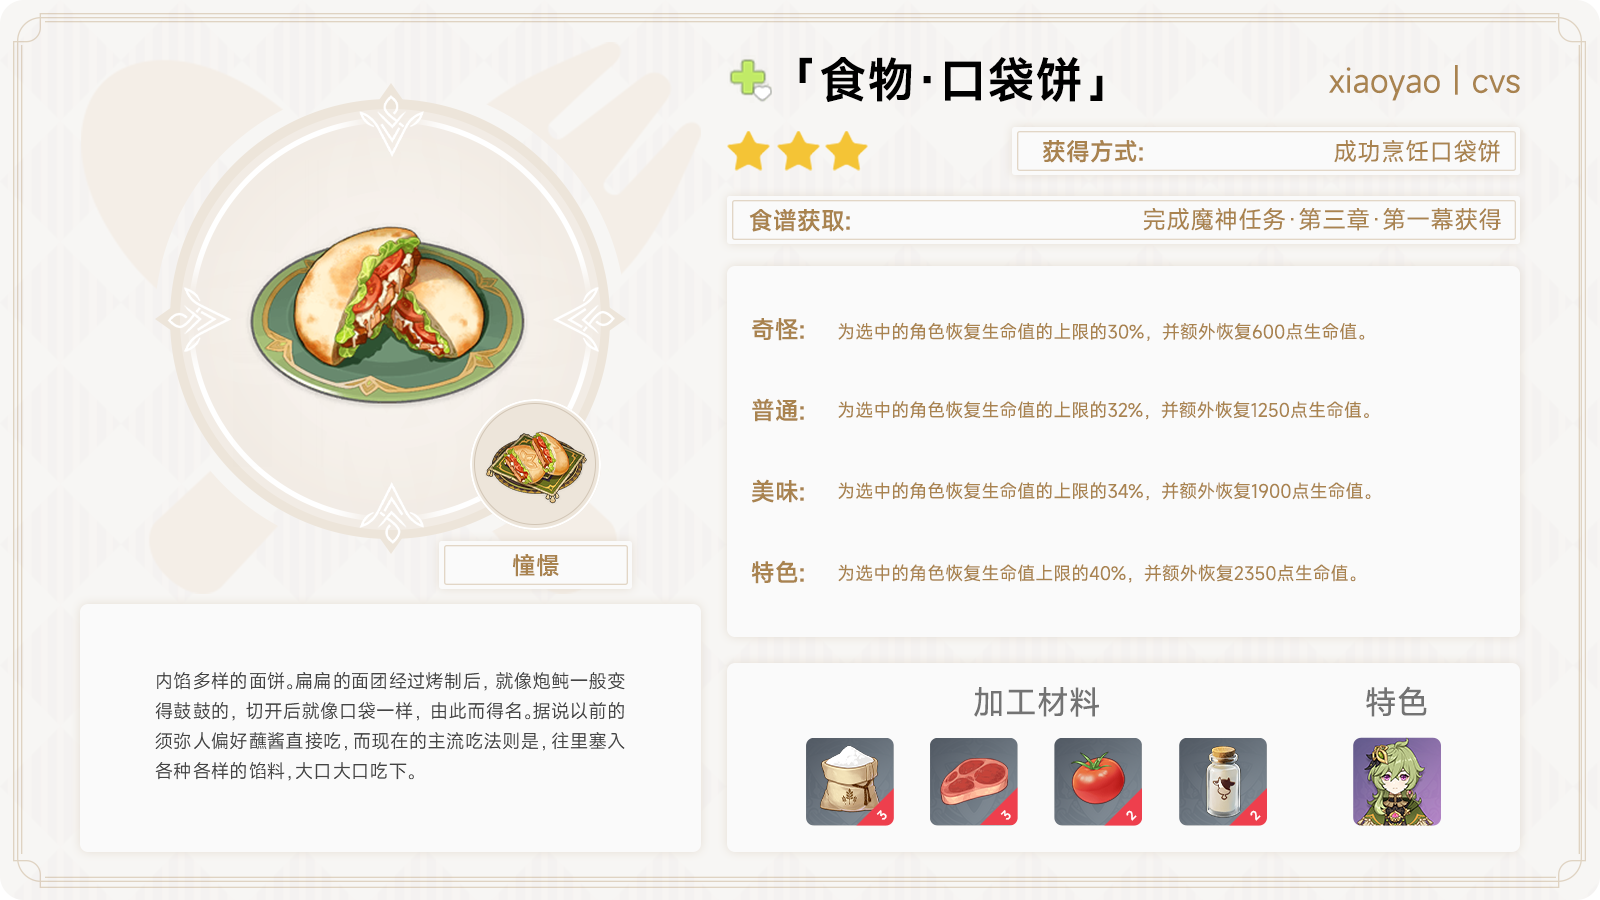 「食物·口袋饼」
xiaoyao | cvs
获得方式:
成功烹饪口袋饼
食谱获取:
完成魔神任务·第三章·第一幕获得
奇怪:
为选中的角色恢复生命值的上限的30%，并额外恢复600点生命值。
普通:
为选中的角色恢复生命值的上限的32%，并额外恢复1250点生命值。
美味:
为选中的角色恢复生命值的上限的34%，并额外恢复1900点生命值。
特色:
为选中的角色恢复生命值上限的40%，并额外恢复2350点生命值。
憧憬
内馅多样的面饼。扁扁的面团经过烤制后，就像炮鲀一般变
得鼓鼓的，切开后就像口袋一样，由此而得名。据说以前的
须弥人偏好蘸酱直接吃，而现在的主流吃法则是，往里塞入
各种各样的馅料，大口大口吃下。
加工材料
特色
3
3
2
2